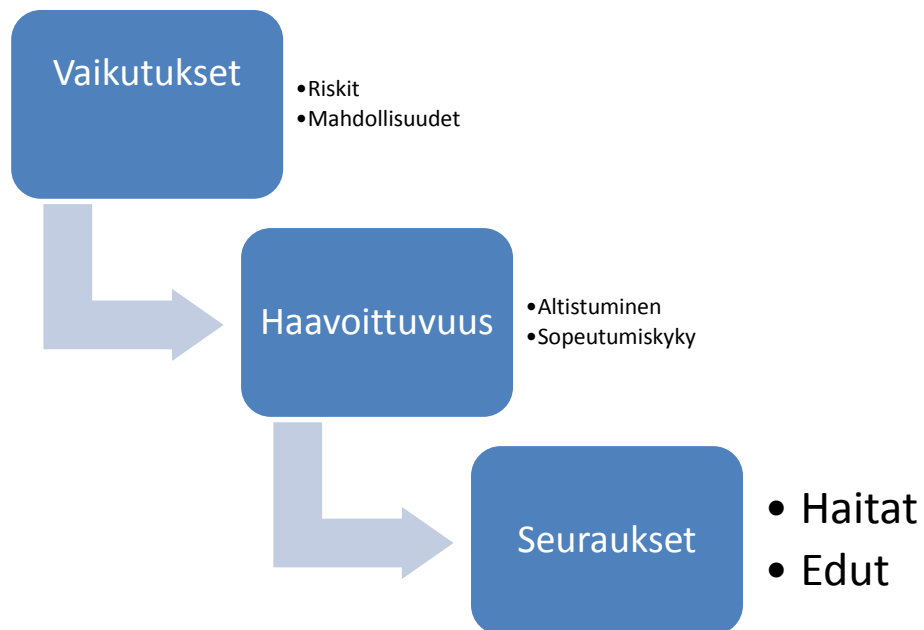 Vaikutukset
•Riskit
•Mahdollisuudet
Haavoittuvuus
•Altistuminen
•Sopeutumiskyky
Seuraukset
• Haitat
• Edut